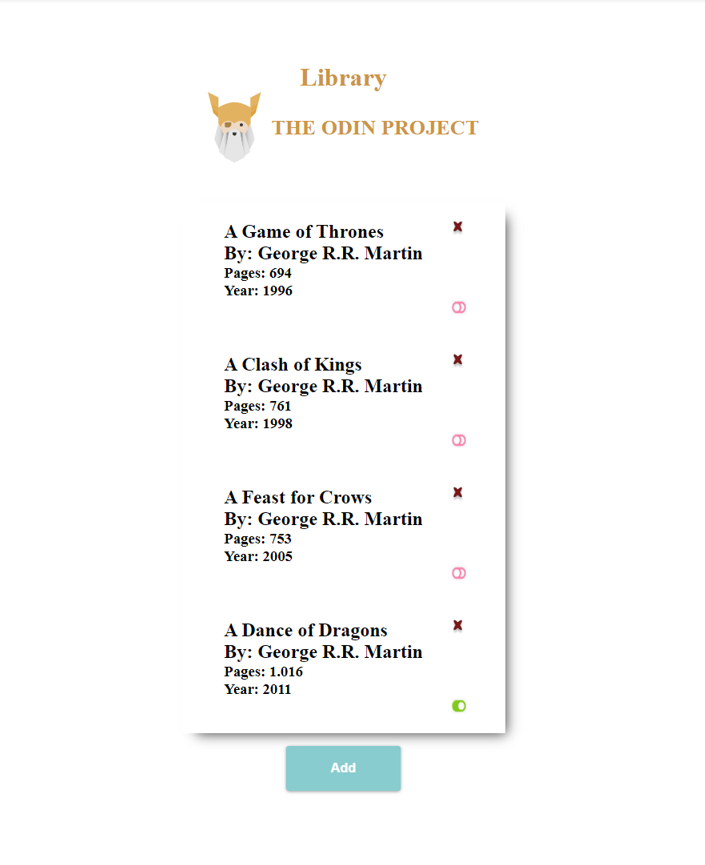 Library
THE ODIN PROJECT
A Game of Thrones
By: George R.R. Martin
Pages: 694
Year: 1996
A Clash of Kings
By: George R.R. Martin
Pages: 761
Year: 1998
A Feast for Crows
By: George R.R. Martin
Pages: 753
Year: 2005
A Dance of Dragons
By: George R.R. Martin
Pages: 1.016
Year: 2011
Add